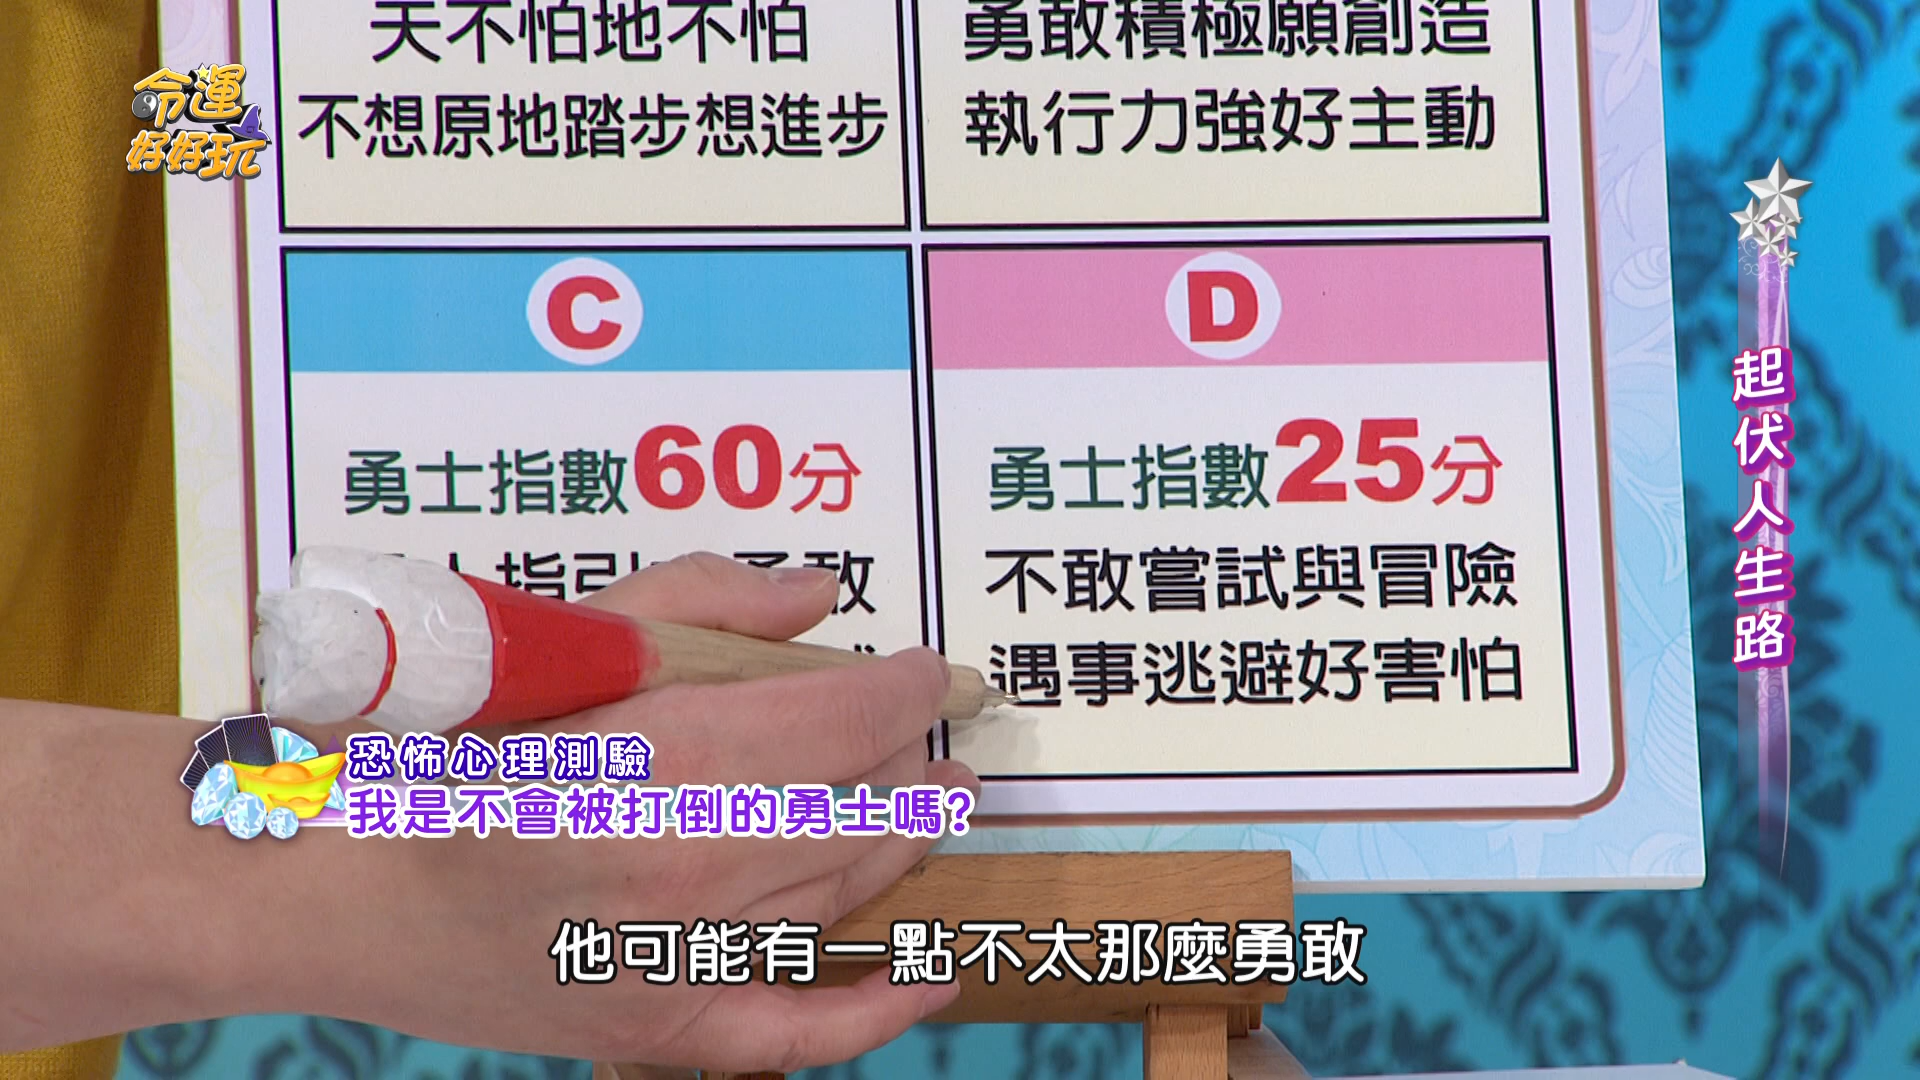 天不怕地不怕
不想原地踏步想進步
勇敢積極願創造
執行力強好主動
命運
好好玩
C
勇士指數60分
人指引 勇敢
D
勇士指數25分
不敢嘗試與冒險
遇事逃避好害怕
起伏人生路
恐怖心理測驗
我是不會被打倒的勇士嗎?
他可能有一點不太那麼勇敢